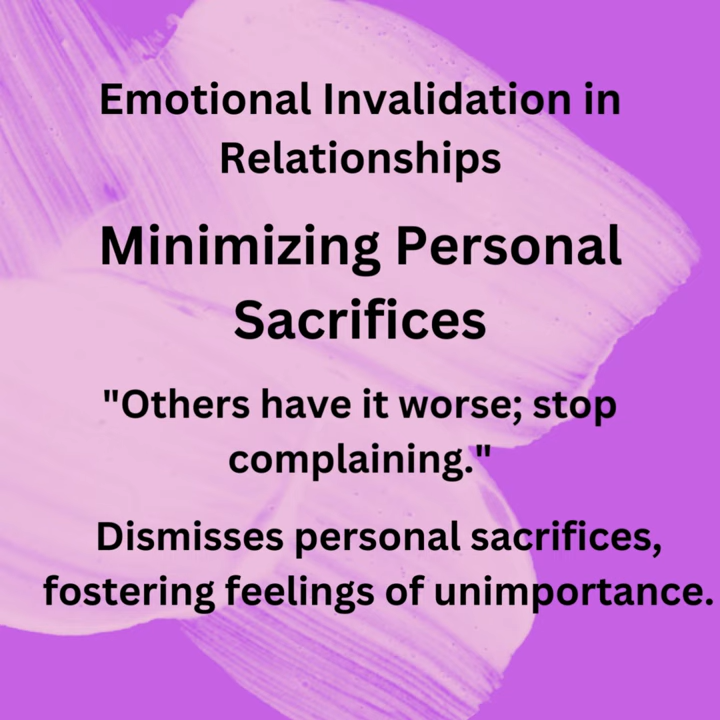 Emotional Invalidation in
Relationships
Minimizing Personal
Sacrifices
"Others have it worse; stop
complaining."
Dismisses personal sacrifices,
fostering feelings of unimportance.